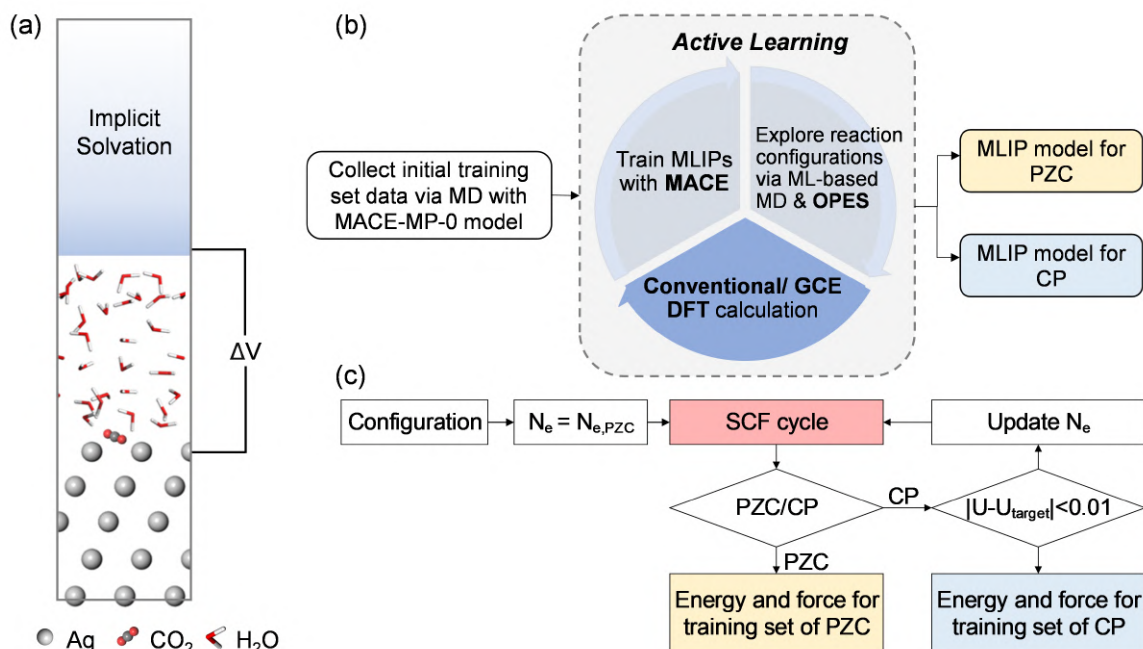 (a)
Implicit
Solvation
ΔV
Ag
CO₂
H₂O
(b)
Active Learning
Collect initial training
set data via MD with
MACE-MP-0 model
Train MLIPs
with MACE
Explore reaction
configurations
via ML-based
MD & OPES
Conventional/ GCE
DFT calculation
MLIP model for
PZC
MLIP model for
CP
(c)
Configuration
Nₑ = Nₑ,PZC
SCF cycle
Update Nₑ
PZC/CP
CP
|U-Utarget|<0.01
PZC
Energy and force for
training set of PZC
Energy and force for
training set of CP